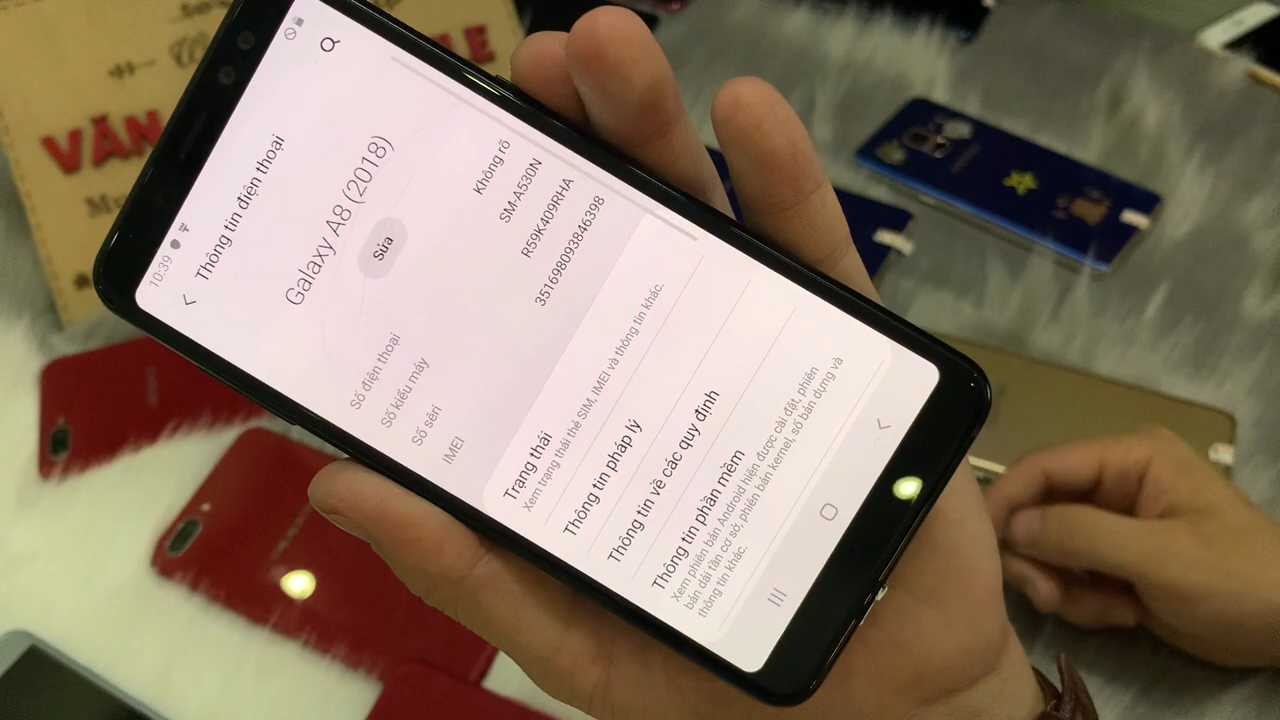 10:39
Thông tin điện thoại
Galaxy A8 (2018)
Sửa
Số điện thoại
Không rõ
Số kiểu máy
SM-A530N
Số sêri
R59K409RHA
IMEI
351698093846398
Trạng thái
Xem trạng thái thẻ SIM, IMEI và thông tin khác.
Thông tin pháp lý
Thông tin về các quy định
Thông tin phần mềm
Xem phiên bản Android hiện được cài đặt, phiên
bản dải tần cơ sở, phiên bản kernel, số bản dựng và
thông tin khác.
VĂN